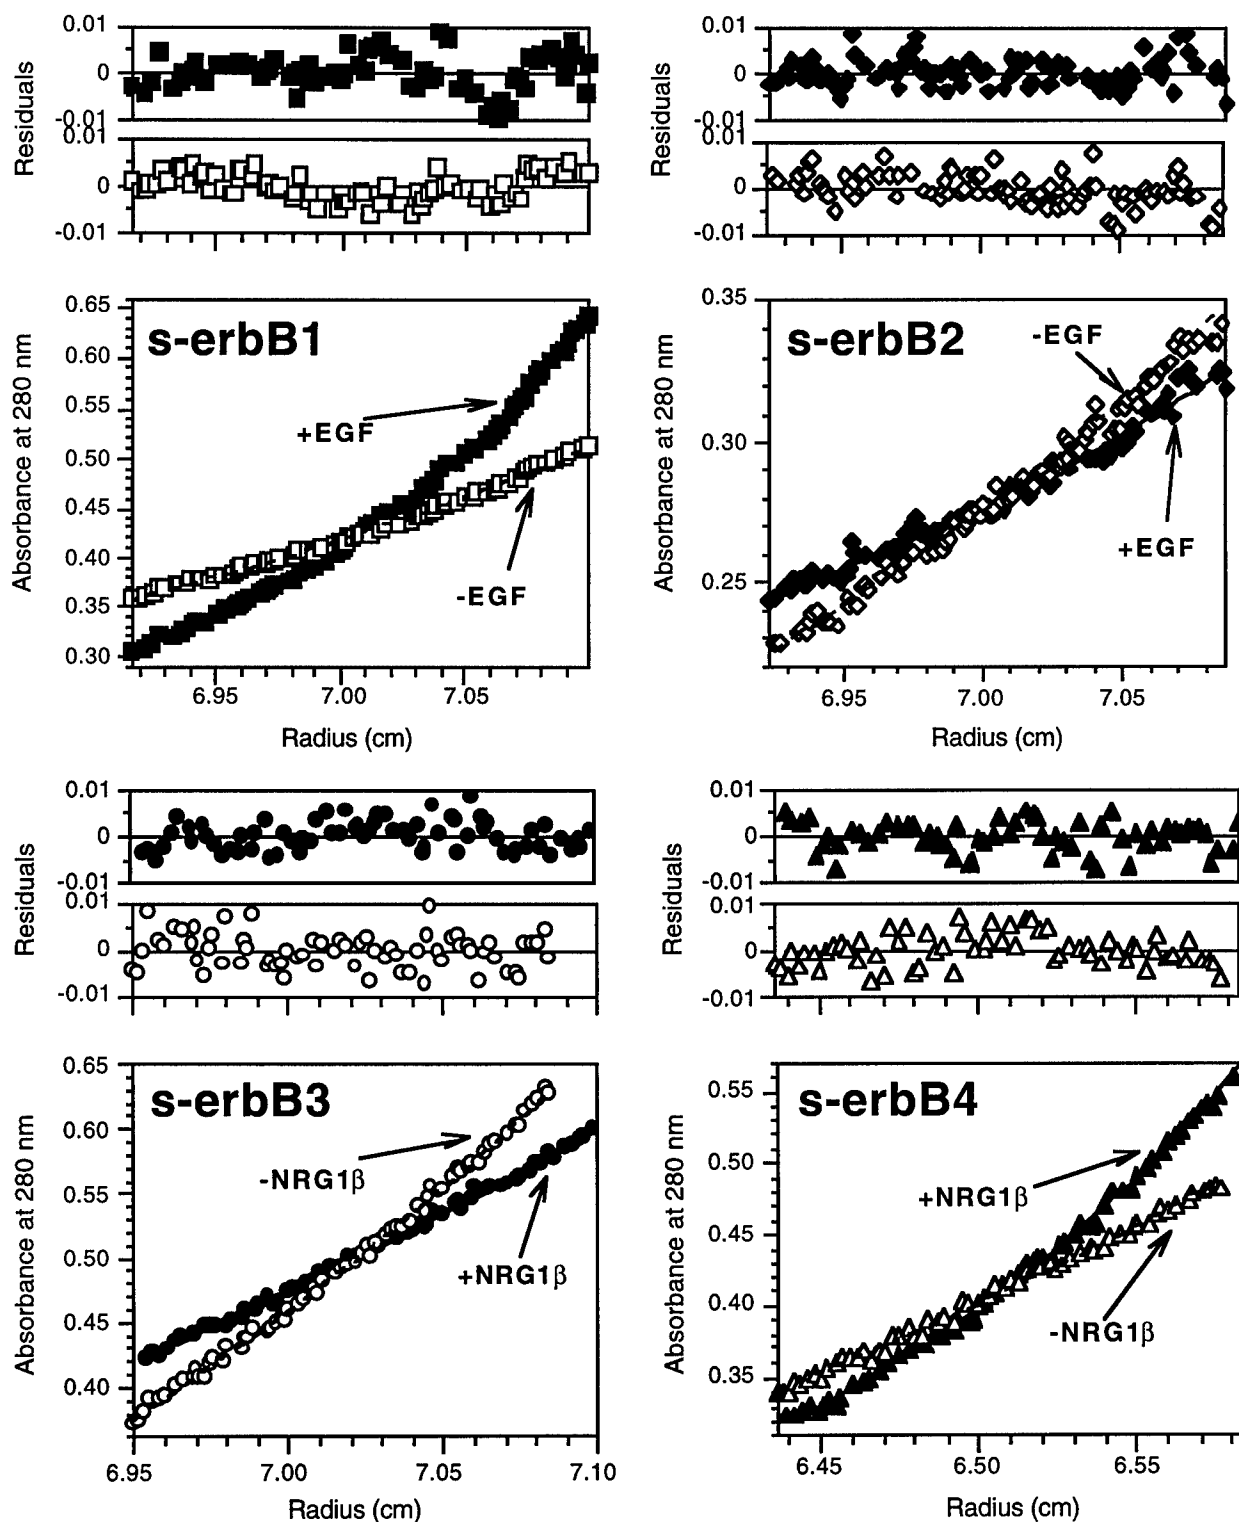 0.01
0
-0.01
Residuals
0.01
0
-0.01
0.65
0.60
0.55
0.50
0.45
0.40
0.35
0.30
Absorbance at 280 nm
s-erbB1
+EGF
-EGF
6.95 7.00 7.05
Radius (cm)
0.01
0
-0.01
Residuals
0.01
0
-0.01
0.35
0.30
0.25
Absorbance at 280 nm
s-erbB2
-EGF
+EGF
6.95 7.00 7.05
Radius (cm)
0.01
0
-0.01
Residuals
0.01
0
-0.01
0.65
0.60
0.55
0.50
0.45
0.40
Absorbance at 280 nm
s-erbB3
-NRG1β
+NRG1β
6.95 7.00 7.05 7.10
Radius (cm)
0.01
0
-0.01
Residuals
0.01
0
-0.01
0.55
0.50
0.45
0.40
0.35
Absorbance at 280 nm
s-erbB4
+NRG1β
-NRG1β
6.45 6.50 6.55
Radius (cm)